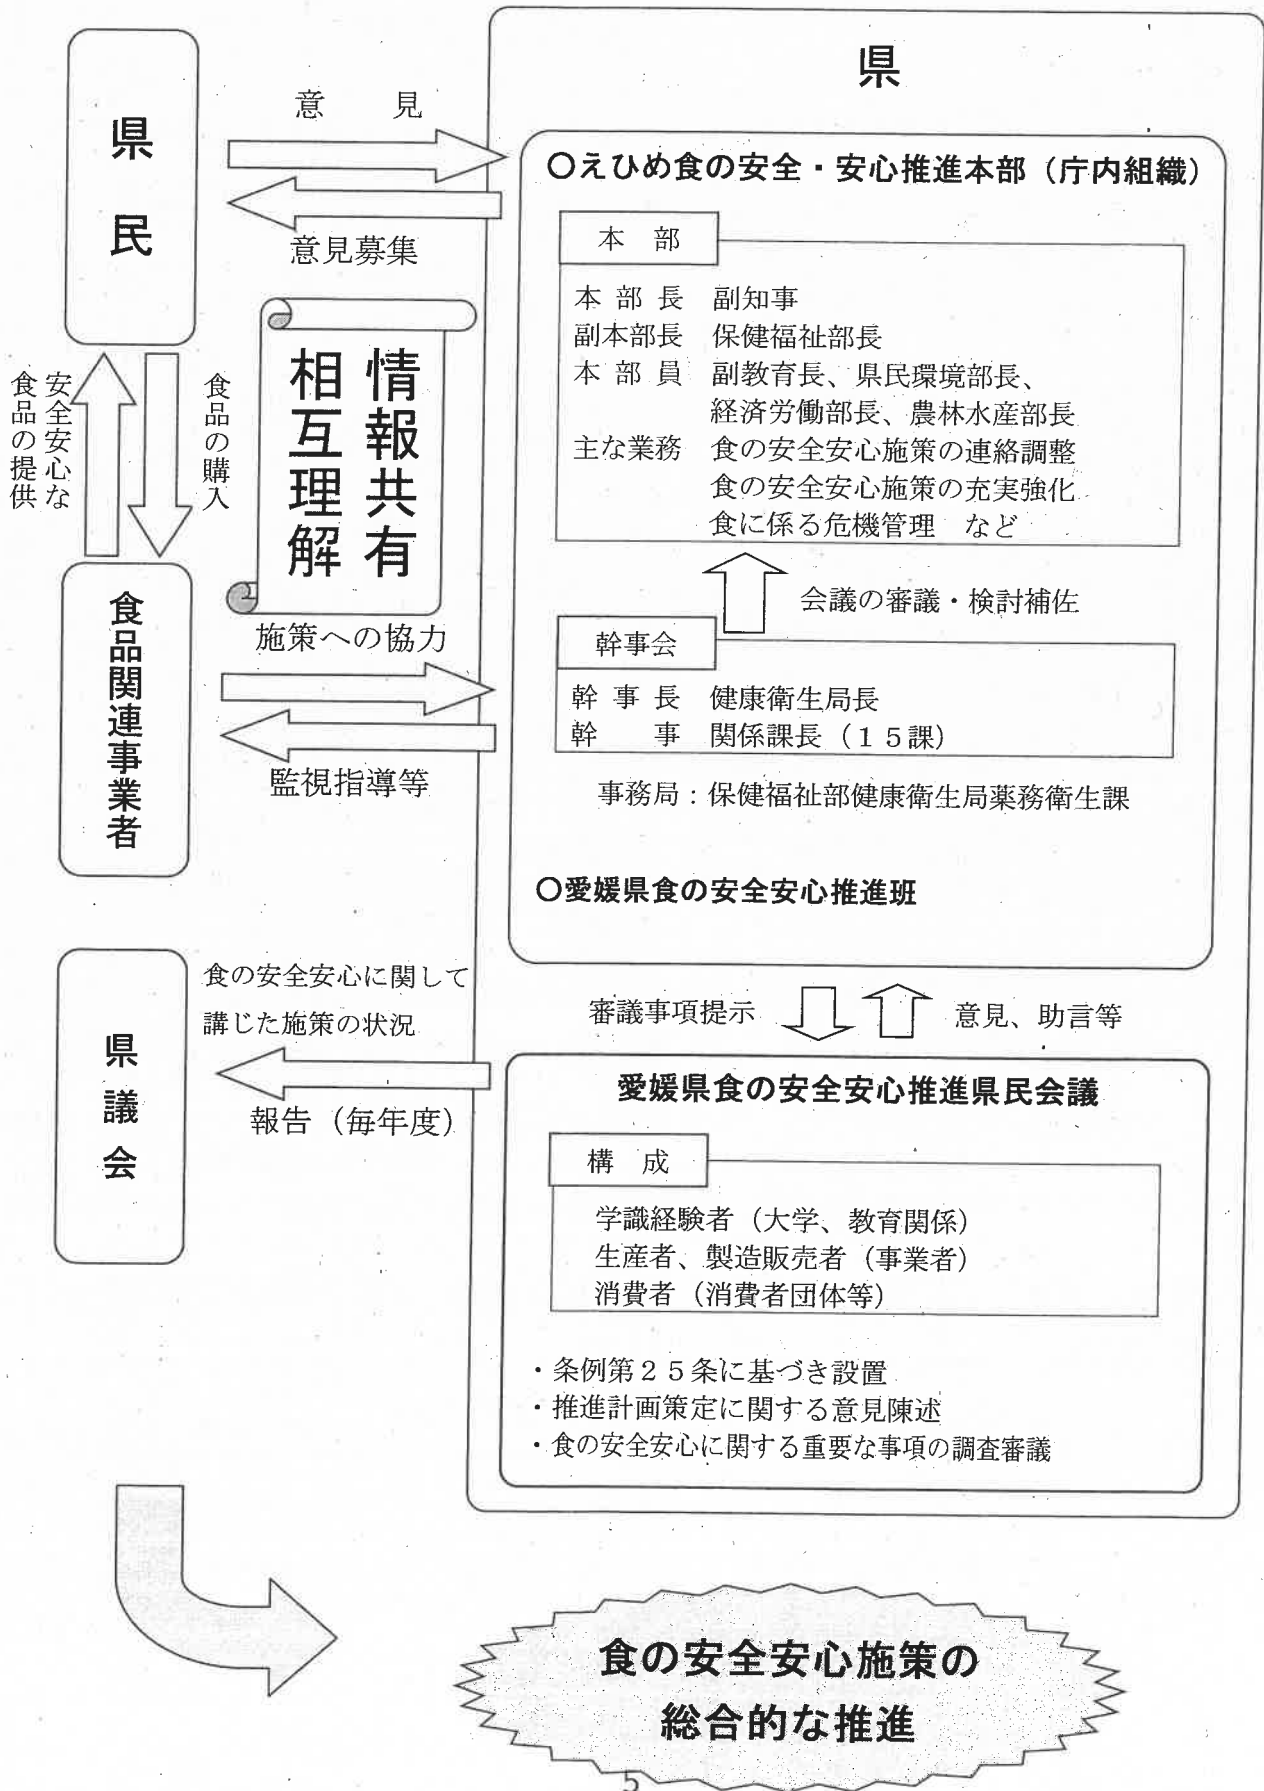 県
県民
意　見
意見募集
情報共有
相互理解
安全安心な
食品の提供
食品の購入
食品関連事業者
施策への協力
監視指導等
〇えひめ食の安全・安心推進本部（庁内組織）
本　部
本 部 長　副知事
副本部長　保健福祉部長
本 部 員　副教育長、県民環境部長、
経済労働部長、農林水産部長
主な業務　食の安全安心施策の連絡調整
食の安全安心施策の充実強化
食に係る危機管理　など
会議の審議・検討補佐
幹事会
幹 事 長　健康衛生局長
幹　　事　関係課長（１５課）
事務局：保健福祉部健康衛生局薬務衛生課
〇愛媛県食の安全安心推進班
県議会
食の安全安心に関して
講じた施策の状況
報告（毎年度）
審議事項提示
意見、助言等
愛媛県食の安全安心推進県民会議
構　成
学識経験者（大学、教育関係）
生産者、製造販売者（事業者）
消費者（消費者団体等）
・条例第２５条に基づき設置
・推進計画策定に関する意見陳述
・食の安全安心に関する重要な事項の調査審議
食の安全安心施策の
総合的な推進
5